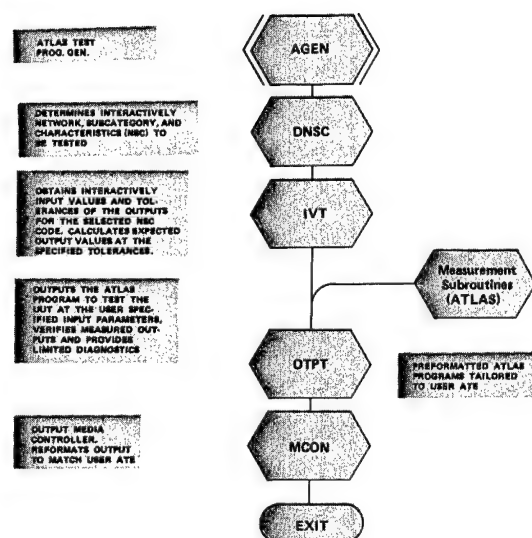 ATLAS TEST
PROG. GEN.
AGEN
DETERMINES INTERACTIVELY
NETWORK, SUBCATEGORY, AND
CHARACTERISTICS (NSC) TO
BE TESTED
DNSC
OBTAINS INTERACTIVELY
INPUT VALUES AND TOL-
ERANCES OF THE OUTPUTS
FOR THE SELECTED NSC
CODE. CALCULATES EXPECTED
OUTPUT VALUES AT THE
SPECIFIED TOLERANCES.
IVT
OUTPUTS THE ATLAS
PROGRAM TO TEST THE
UUT AT THE USER SPEC-
IFIED INPUT PARAMETERS,
VERIFIES MEASURED OUT-
PUTS AND PROVIDES
LIMITED DIAGNOSTICS
Measurement
Subroutines
(ATLAS)
OTPT
PREFORMATTED ATLAS
PROGRAMS TAILORED
TO USER ATE
OUTPUT MEDIA
CONTROLLER.
REFORMATS OUTPUT
TO MATCH USER ATE
MCON
EXIT